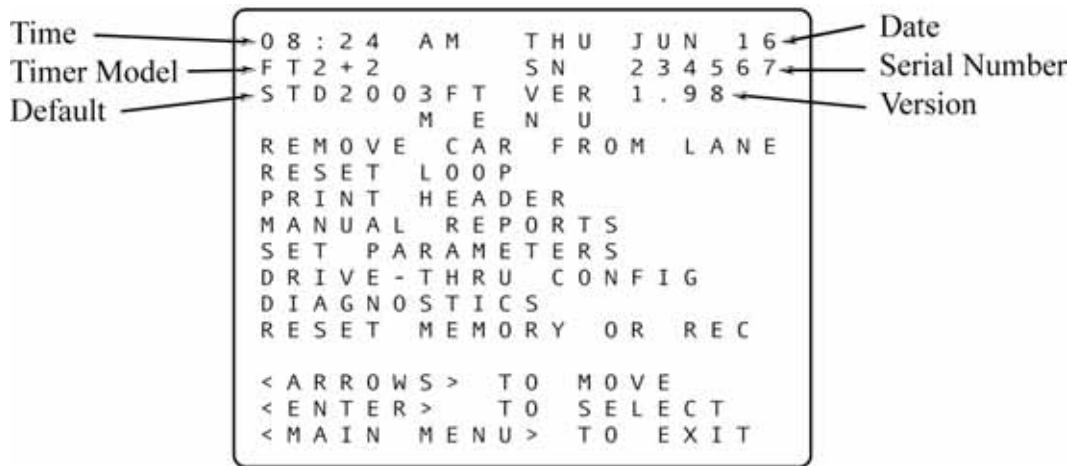 Time
Timer Model
Default
08:24 AM THU JUN 16
FT2+2 SN 234567
STD2003FT VER 1.98
MENU
REMOVE CAR FROM LANE
RESET LOOP
PRINT HEADER
MANUAL REPORTS
SET PARAMETERS
DRIVE-THRU CONFIG
DIAGNOSTICS
RESET MEMORY OR REC
<ARROWS> TO MOVE
<ENTER> TO SELECT
<MAIN MENU> TO EXIT
Date
Serial Number
Version